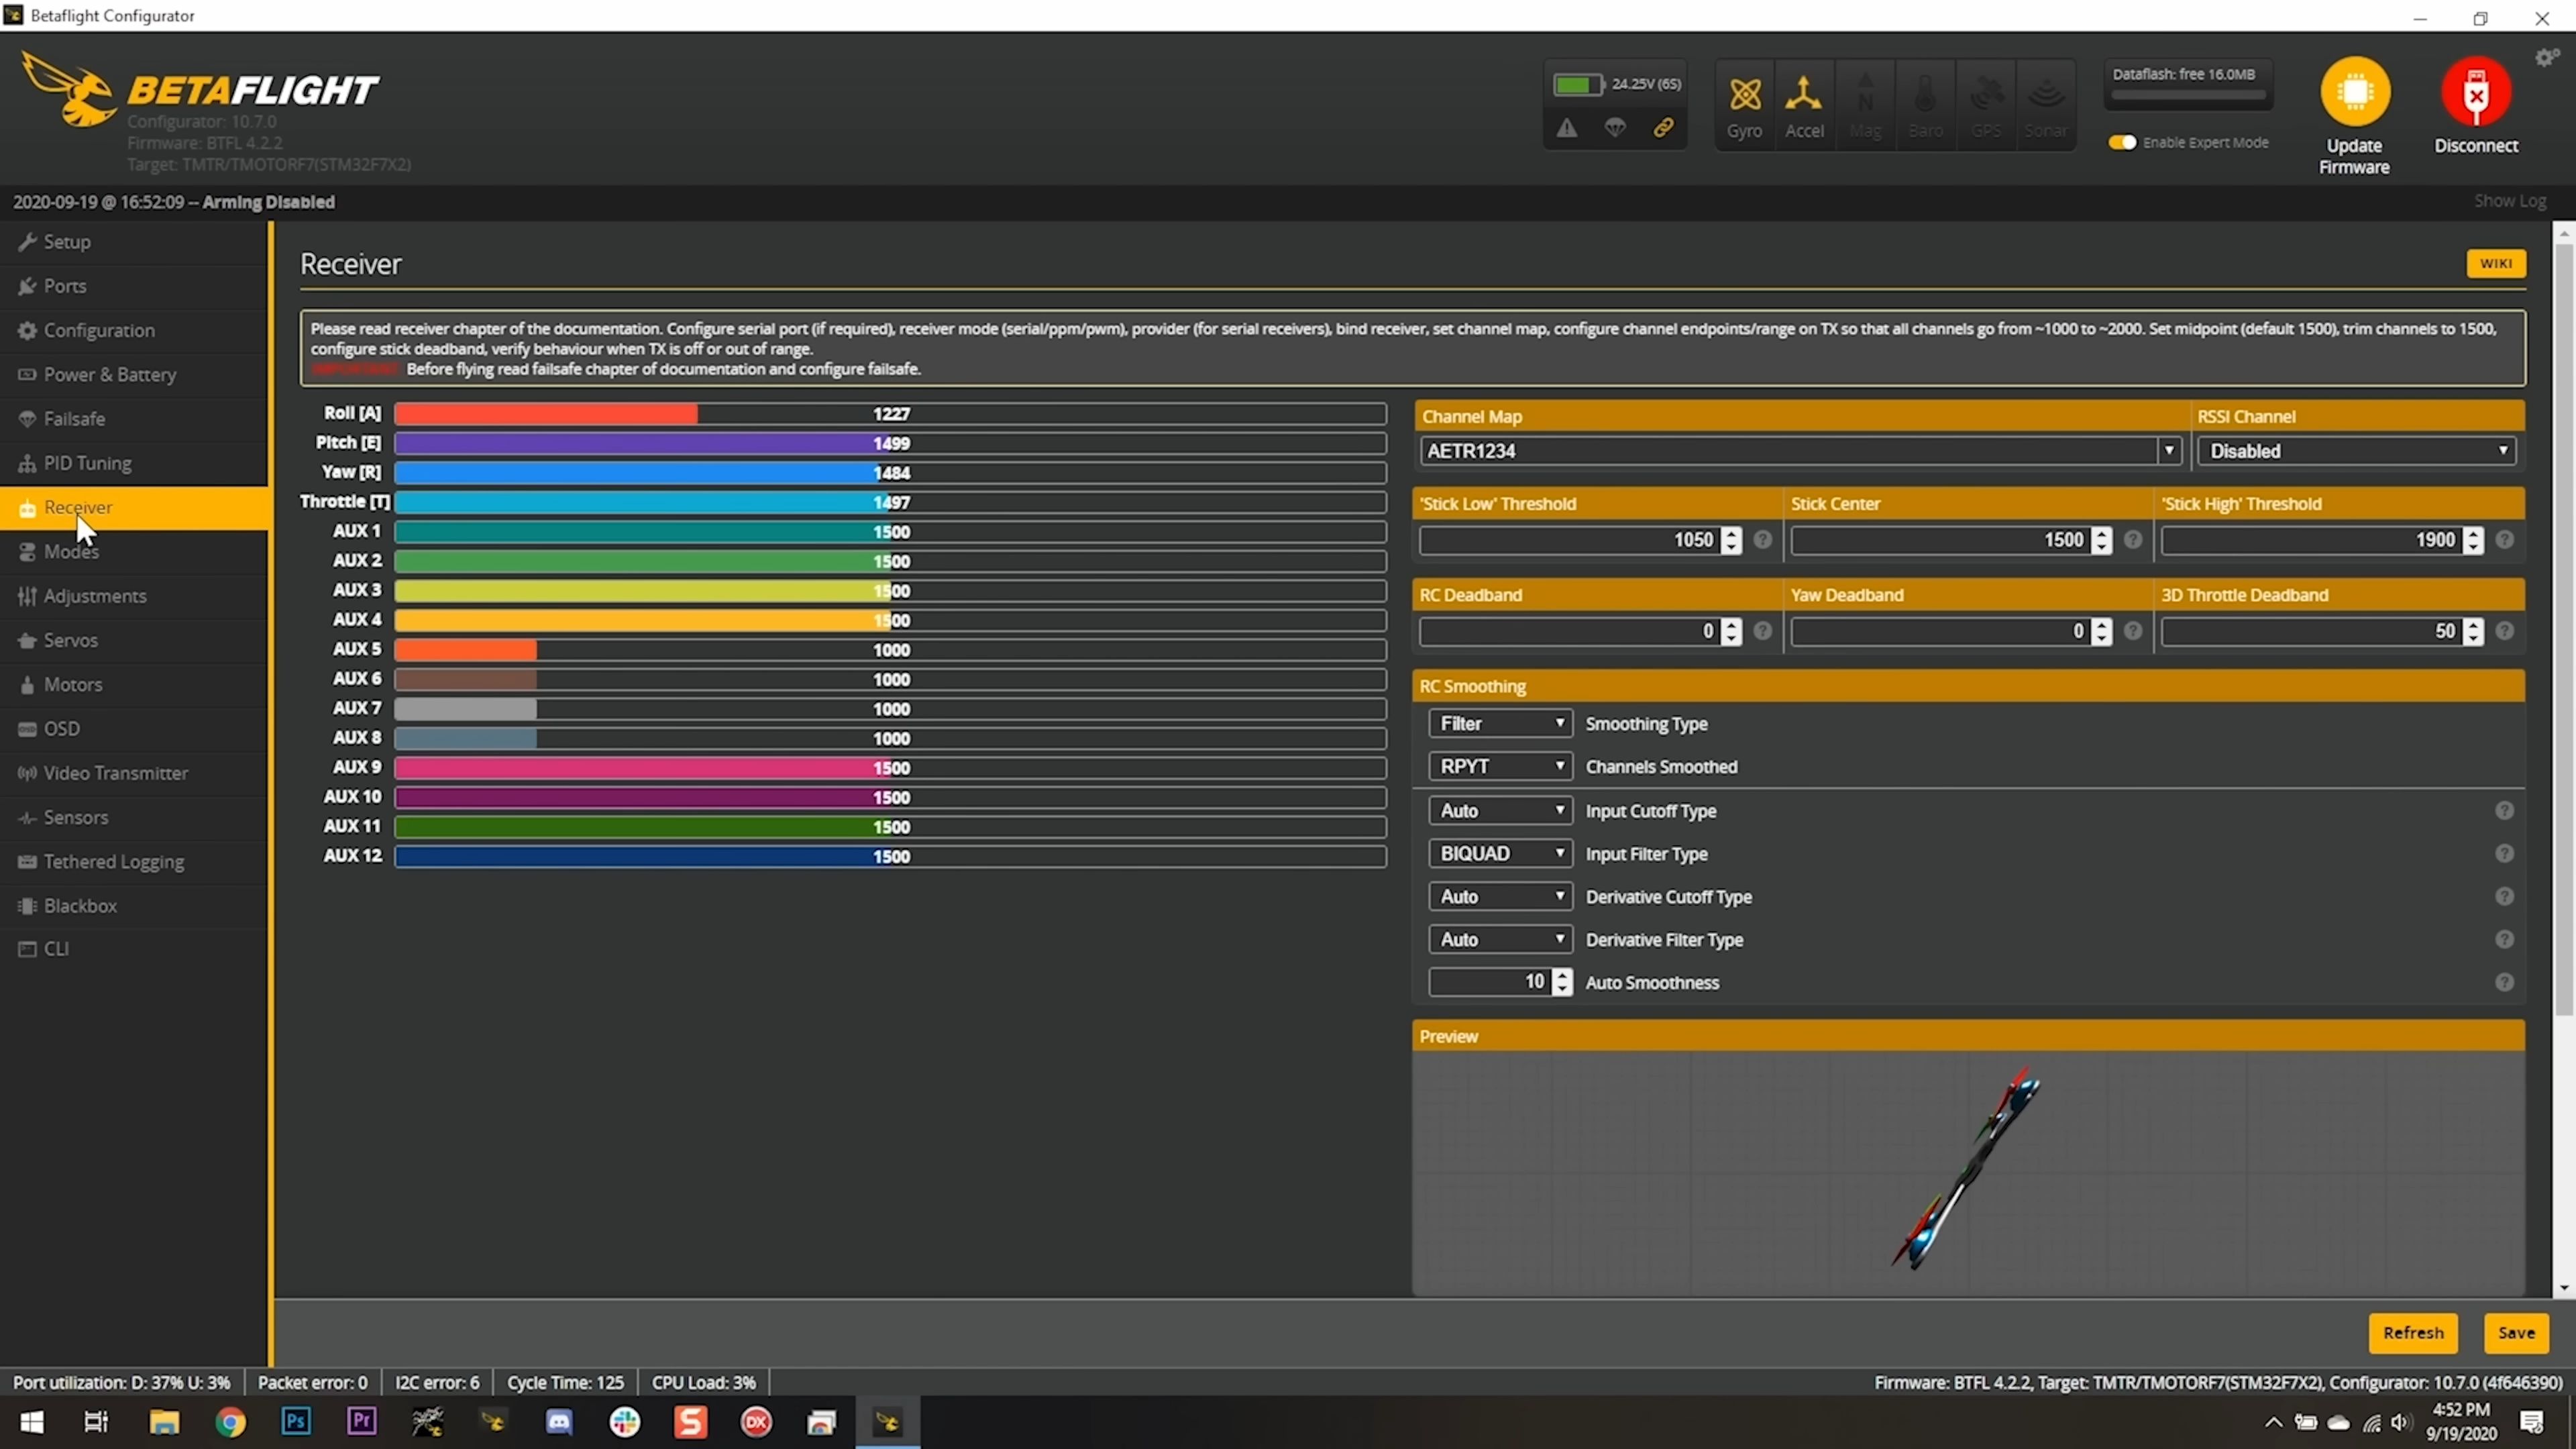 Betaflight Configurator
BETAFLIGHT
Configurator: 10.7.0
Firmware: BTFL 4.2.2
Target: TMTR/TMOTORF7(STM32F7X2)
24.25V (6S)
Gyro
Accel
Mag
Baro
GPS
Sonar
Dataflash: free 16.0MB
Enable Expert Mode
Update
Firmware
Disconnect
2020-09-19 @ 16:52:09 -- Arming Disabled
Show Log
Setup
Ports
Configuration
Power & Battery
Failsafe
PID Tuning
Receiver
Modes
Adjustments
Servos
Motors
OSD
Video Transmitter
Sensors
Tethered Logging
Blackbox
CLI
Receiver
WIKI
Please read receiver chapter of the documentation. Configure serial port (if required), receiver mode (serial/ppm/pwm), provider (for serial receivers), bind receiver, set channel map, configure channel endpoints/range on TX so that all channels go from ~1000 to ~2000. Set midpoint (default 1500), trim channels to 1500,
configure stick deadband, verify behaviour when TX is off or out of range.
Before flying read failsafe chapter of documentation and configure failsafe.
Roll [A] 1227
Pitch [E] 1499
Yaw [R] 1484
Throttle [T] 1497
AUX 1 1500
AUX 2 1500
AUX 3 1500
AUX 4 1500
AUX 5 1000
AUX 6 1000
AUX 7 1000
AUX 8 1000
AUX 9 1500
AUX 10 1500
AUX 11 1500
AUX 12 1500
Channel Map RSSI Channel
AETR1234 Disabled
'Stick Low' Threshold Stick Center 'Stick High' Threshold
1050 1500 1900
RC Deadband Yaw Deadband 3D Throttle Deadband
0 0 50
RC Smoothing
Filter Smoothing Type
RPYT Channels Smoothed
Auto Input Cutoff Type
BIQUAD Input Filter Type
Auto Derivative Cutoff Type
Auto Derivative Filter Type
10 Auto Smoothness
Preview
Refresh
Save
Port utilization: D: 37% U: 3% Packet error: 0 I2C error: 6 Cycle Time: 125 CPU Load: 3%
Firmware: BTFL 4.2.2, Target: TMTR/TMOTORF7(STM32F7X2), Configurator: 10.7.0 (4f646390)
Ps
Pr
S
DX
4:52 PM
9/19/2020